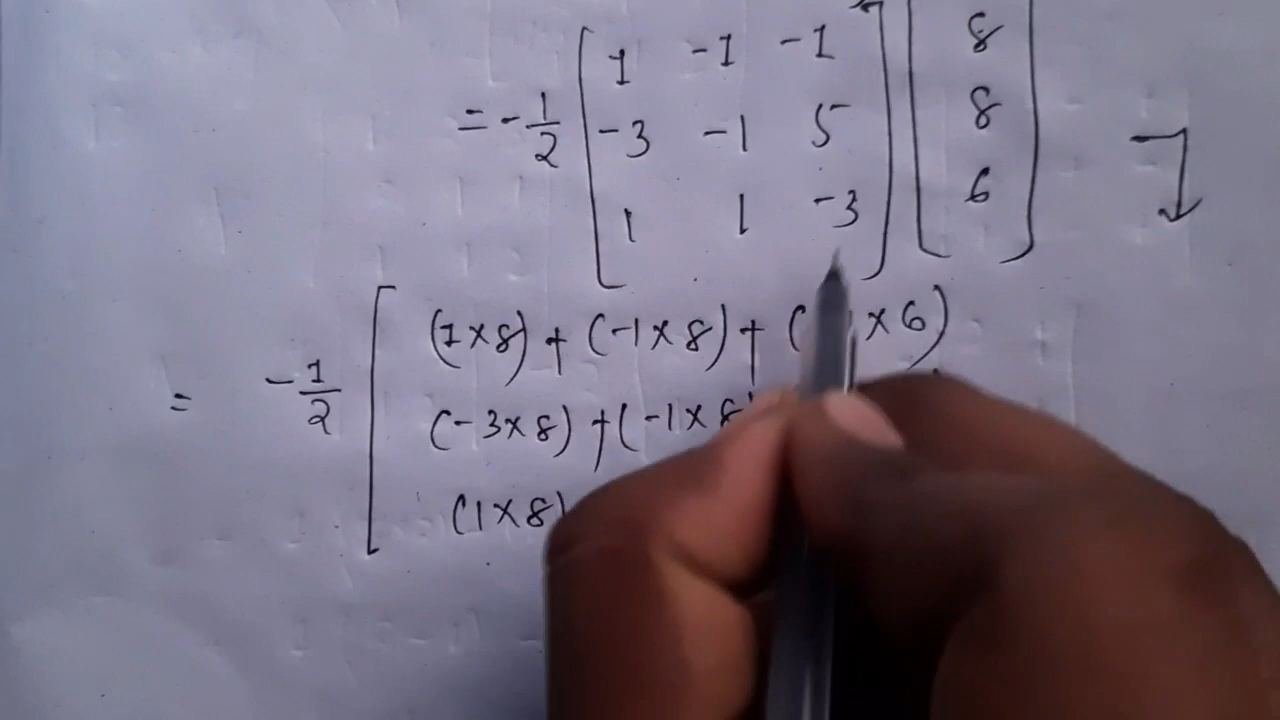 = - 1/2 [ 1 -1 -1 ] [ 8 ]
[ -3 -1 5 ] [ 8 ]
[ 1 1 -3 ] [ 6 ]
= - 1/2 [ (1×8) + (-1×8) + ( ×6)
(-3×8) + (-1×8
(1×8)